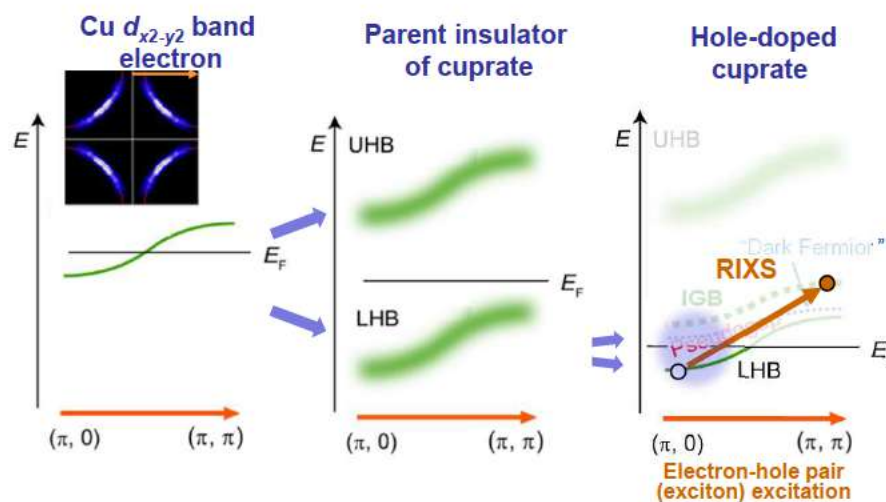 Cu dx2-y2 band
electron
E
EF
(π, 0)
(π, π)
Parent insulator
of cuprate
E
UHB
EF
LHB
(π, 0)
(π, π)
Hole-doped
cuprate
E
UHB
"Dark Fermion"
RIXS
IGB
E
LHB
(π, 0)
(π, π)
Electron-hole pair
(exciton) excitation